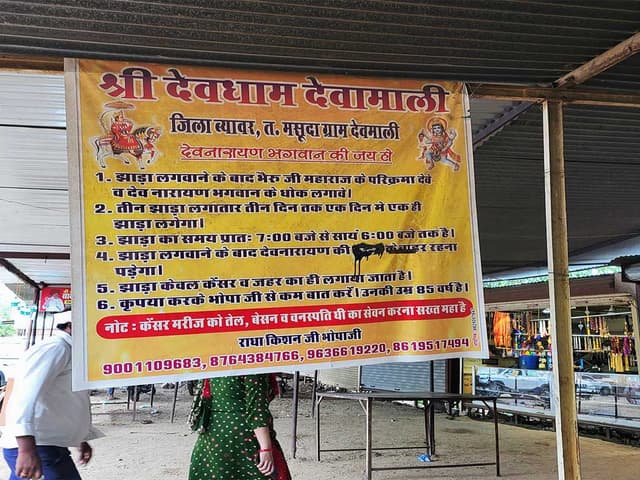 श्री देवधाम देवामाली
जिला ब्यावर, त. मसूदा ग्राम देवमाली
देवनारायण भगवान की जय हो
1. झाड़ा लगवाने के बाद भैरू जी महाराज के परिक्रमा देवे
व देव नारायण भगवान के धोक लगावे।
2. तीन झाड़ा लगातार तीन दिन तक एक दिन मे एक ही
झाड़ा लगेगा।
3. झाड़ा का समय प्रातः 7:00 बजे से सायं 6:00 बजे तक है।
4. झाड़ा लगवाने के बाद देवनारायण की बाहर रहना
पड़ेगा।
5. झाड़ा केवल केंसर व जहर का ही लगाया जाता है।
6. कृपया करके भोपा जी से कम बात करें। उनकी उम्र 85 वर्ष है।
नोट : केंसर मरीज को तेल, बेसन व वनस्पति घी का सेवन करना सख्त महा है
राधा किशन जी भोपाजी
9001109683, 8764384766, 9636619220, 8619517494